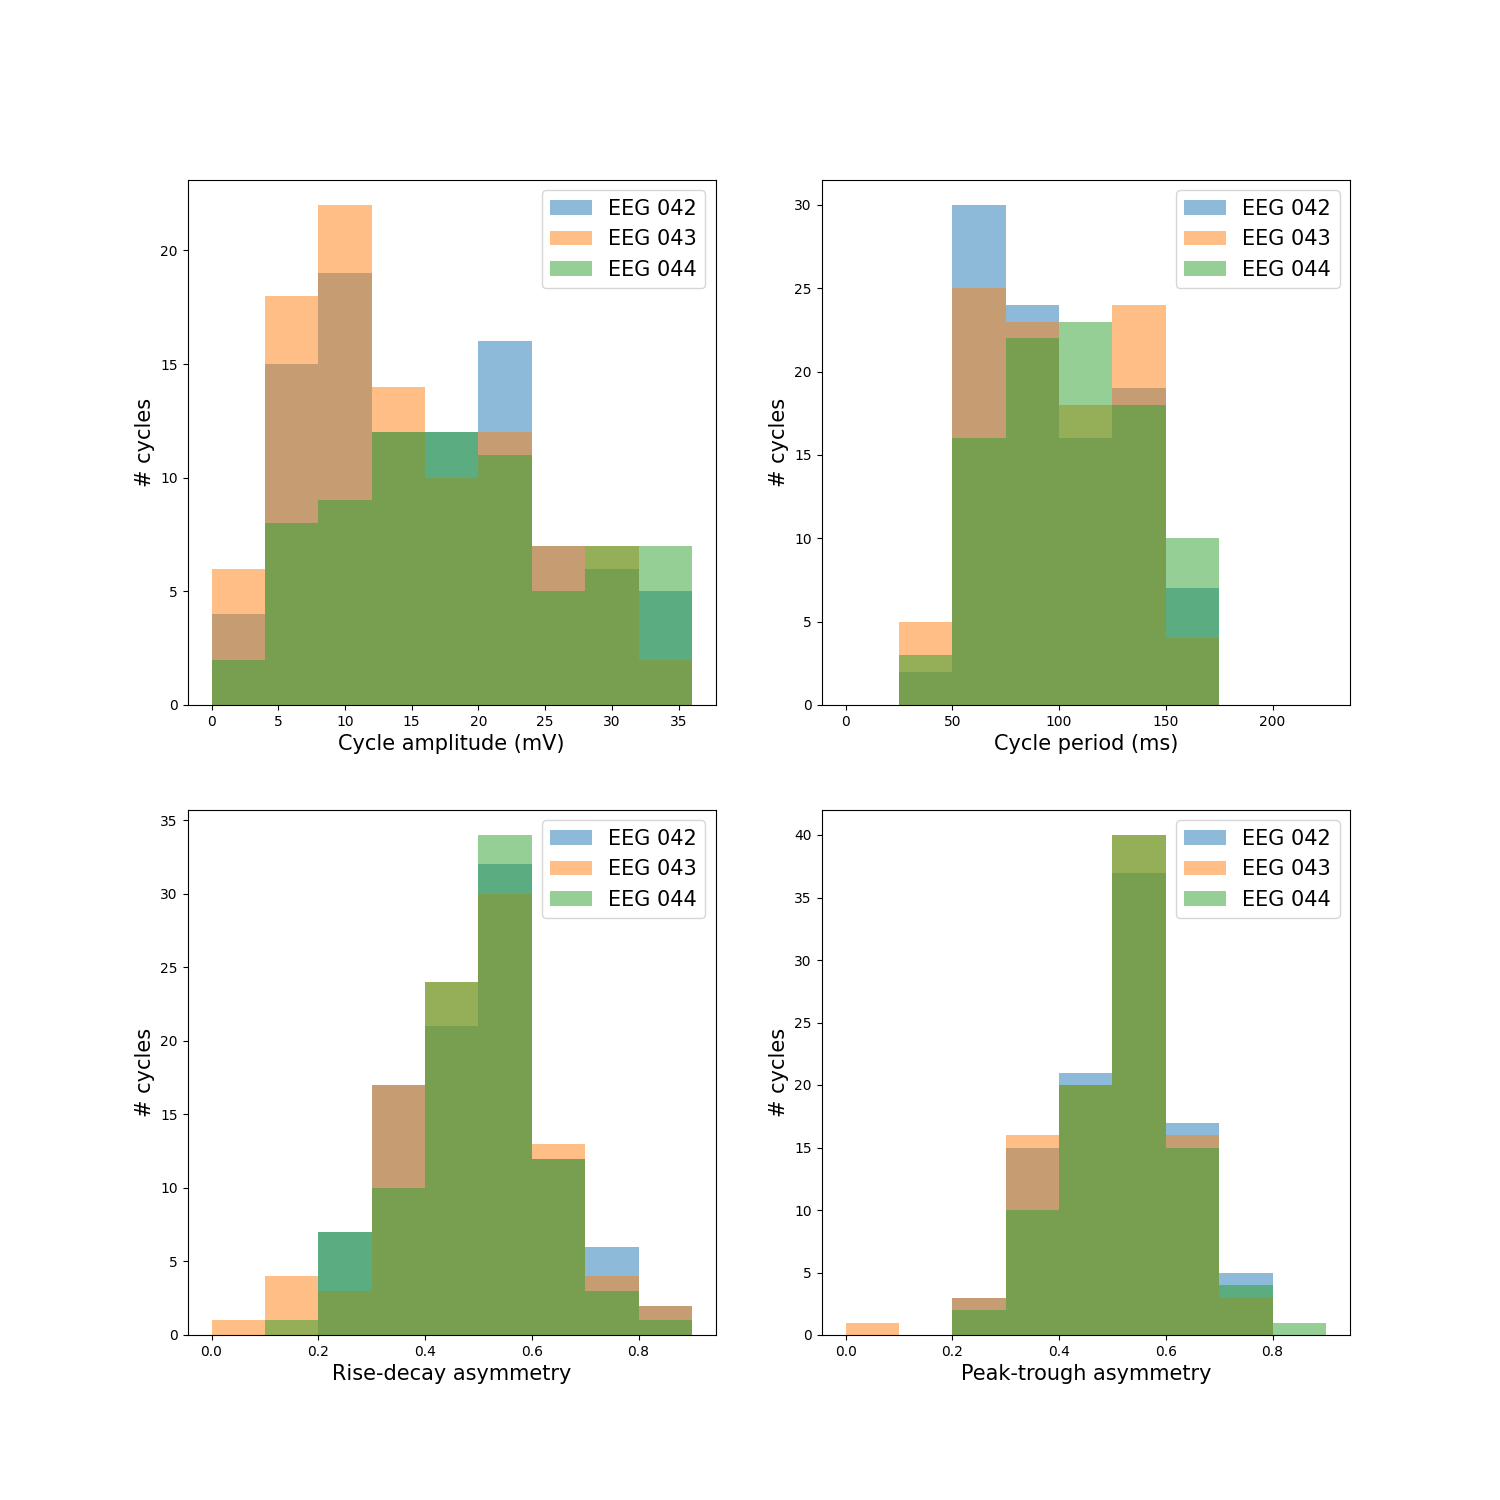 EEG 042
EEG 043
EEG 044
20
15
10
5
0
# cycles
0 5 10 15 20 25 30 35
Cycle amplitude (mV)
EEG 042
EEG 043
EEG 044
30
25
20
15
10
5
0
# cycles
0 50 100 150 200
Cycle period (ms)
EEG 042
EEG 043
EEG 044
35
30
25
20
15
10
5
0
# cycles
0.0 0.2 0.4 0.6 0.8
Rise-decay asymmetry
EEG 042
EEG 043
EEG 044
40
35
30
25
20
15
10
5
0
# cycles
0.0 0.2 0.4 0.6 0.8
Peak-trough asymmetry